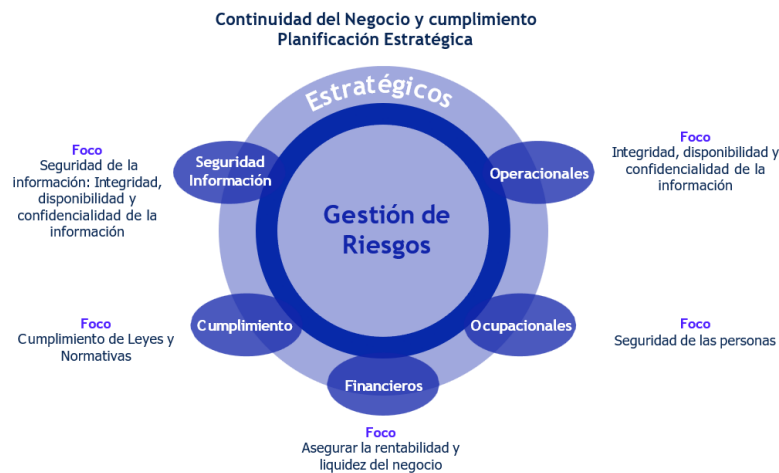 Continuidad del Negocio y cumplimiento
Planificación Estratégica
Estratégicos
Foco
Seguridad de la
información: Integridad,
disponibilidad y
confidencialidad de la
información
Seguridad
Información
Operacionales
Foco
Integridad, disponibilidad y
confidencialidad de la
información
Gestión de
Riesgos
Foco
Cumplimiento de Leyes y
Normativas
Cumplimiento
Ocupacionales
Foco
Seguridad de las personas
Financieros
Foco
Asegurar la rentabilidad y
liquidez del negocio